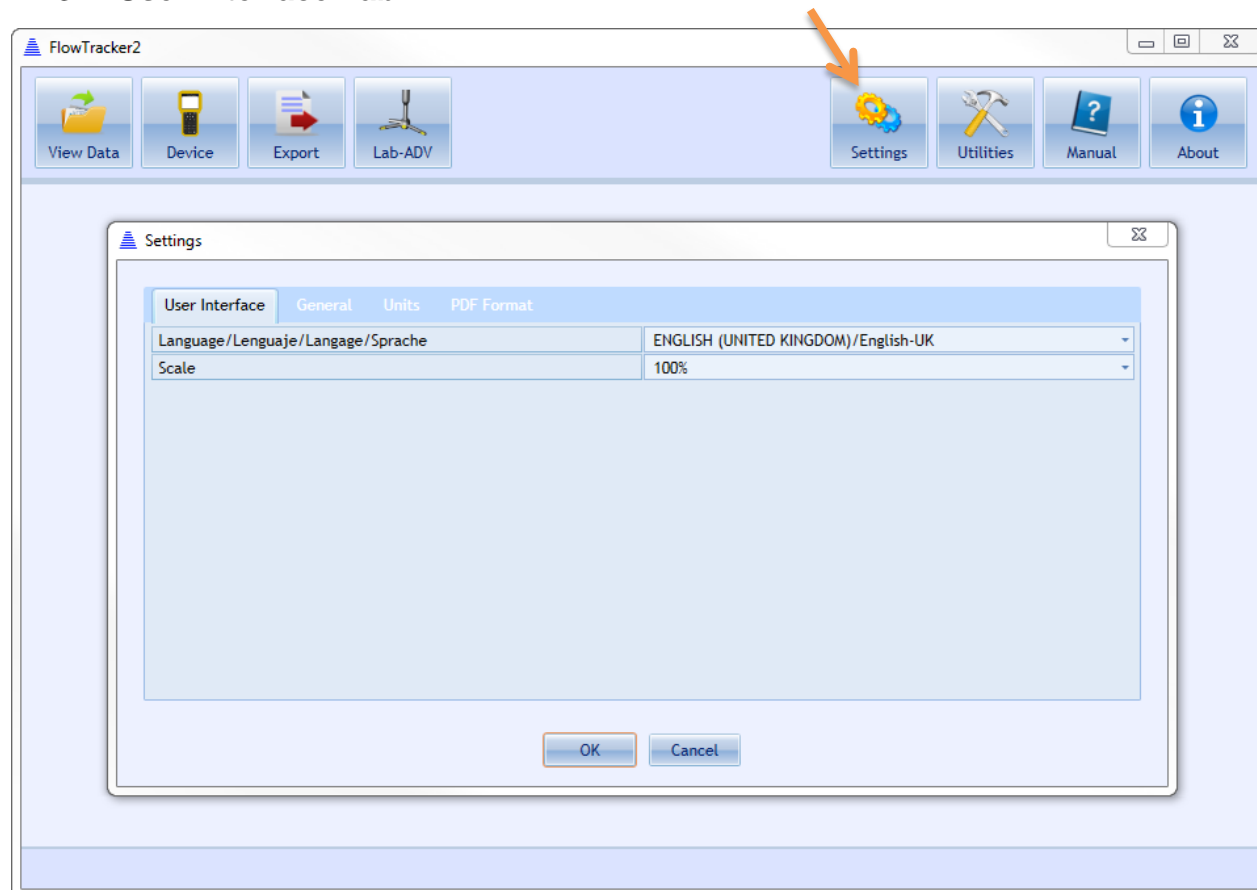 FlowTracker2
View Data Device Export Lab-ADV Settings Utilities Manual About
Settings
User Interface General Units PDF Format
Language/Lenguaje/Langage/Sprache ENGLISH (UNITED KINGDOM)/English-UK
Scale 100%
OK Cancel